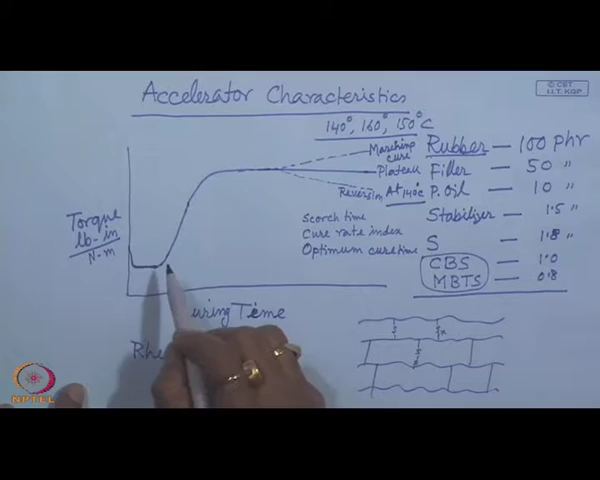 Accelerator Characteristics
© CET
I.I.T. KGP
140°, 160°, 150°C
Marching cure
Plateau
Reversion At 140°C
Rubber — 100 Phr
Filler — 50 "
P. Oil — 10 "
Stabilizer — 1.5 "
S — 1.8 "
CBS — 1.0
MBTS — 0.8
Scorch time
Cure rate index
Optimum cure time
Torque
lb-in
N-m
uring Time
Rhe
S
Sx
S
NPTEL